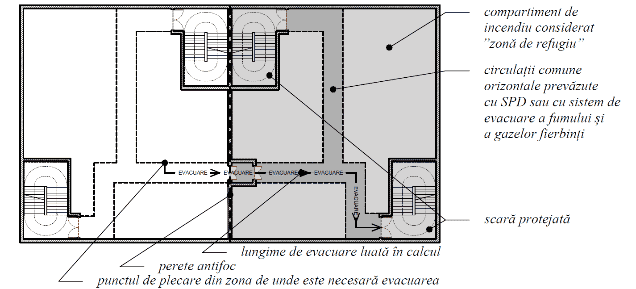 compartiment de
incendiu considerat
”zonă de refugiu”
circulații comune
orizontale prevăzute
cu SPD sau cu sistem de
evacuare a fumului și
a gazelor fierbinți
EVACUARE
EVACUARE
EVACUARE
EVACUARE
scară protejată
lungime de evacuare luată în calcul
perete antifoc
punctul de plecare din zona de unde este necesară evacuarea